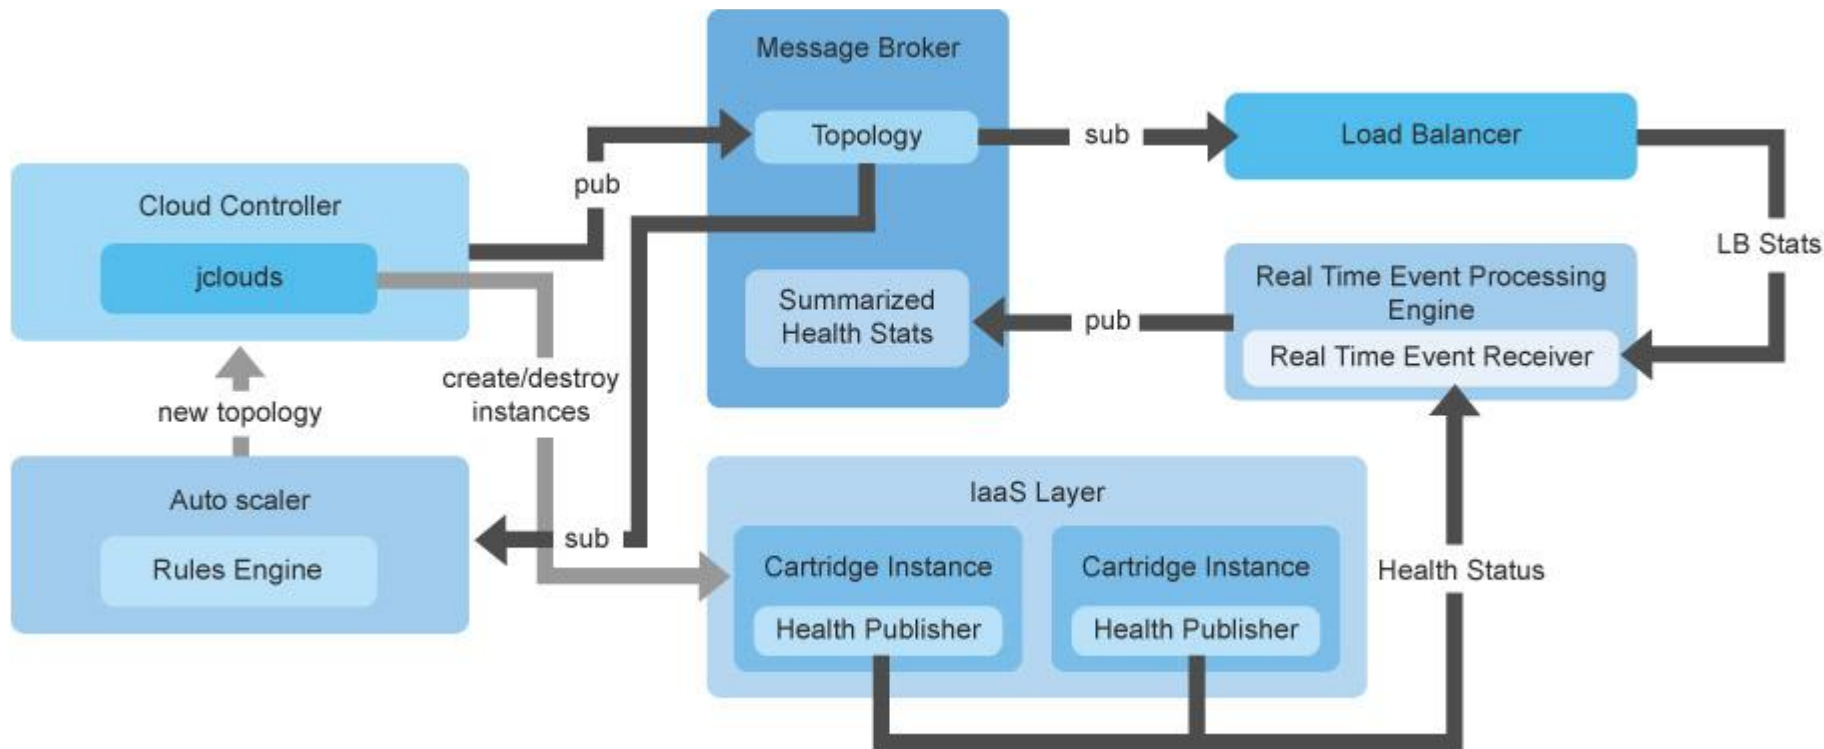 Message Broker
Topology
sub
Load Balancer
pub
Cloud Controller
jclouds
LB Stats
Summarized
Health Stats
pub
Real Time Event Processing
Engine
Real Time Event Receiver
create/destroy
instances
new topology
Auto scaler
Rules Engine
sub
IaaS Layer
Cartridge Instance
Health Publisher
Cartridge Instance
Health Publisher
Health Status